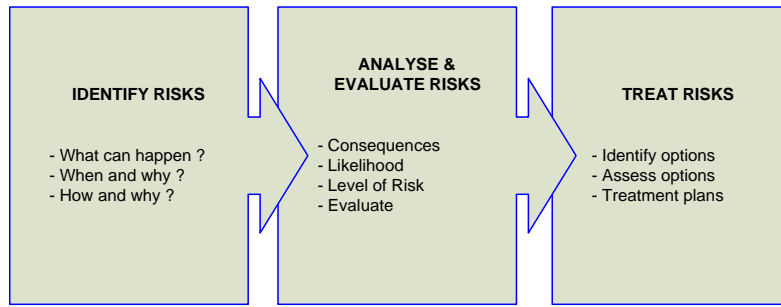 IDENTIFY RISKS
- What can happen ?
- When and why ?
- How and why ?
ANALYSE &
EVALUATE RISKS
- Consequences
- Likelihood
- Level of Risk
- Evaluate
TREAT RISKS
- Identify options
- Assess options
- Treatment plans